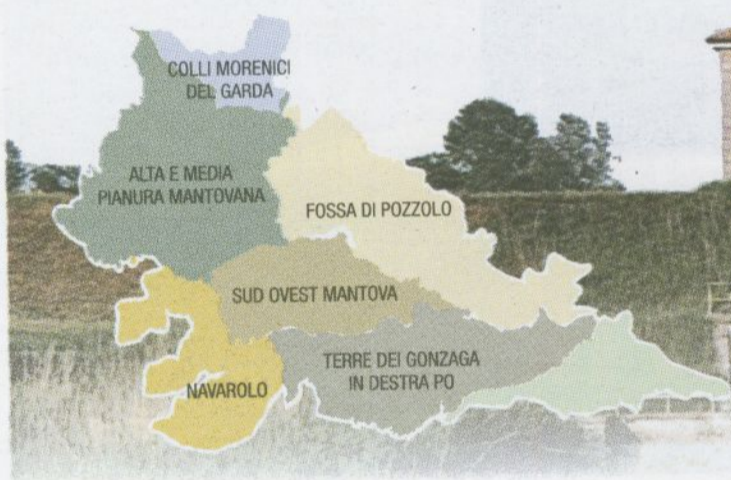 COLLI MORENICI
DEL GARDA
ALTA E MEDIA
PIANURA MANTOVANA
FOSSA DI POZZOLO
SUD OVEST MANTOVA
TERRE DEI GONZAGA
IN DESTRA PO
NAVAROLO